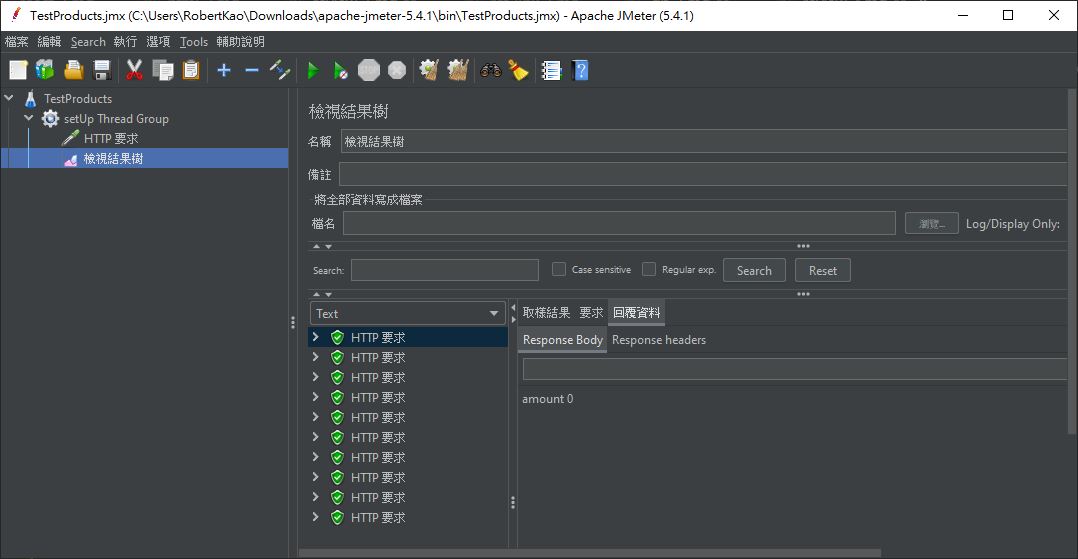 TestProducts.jmx (C:\Users\RobertKao\Downloads\apache-jmeter-5.4.1\bin\TestProducts.jmx) - Apache JMeter (5.4.1)
檔案 編輯 Search 執行 選項 Tools 輔助說明
TestProducts
setUp Thread Group
HTTP 要求
檢視結果樹
檢視結果樹
名稱 檢視結果樹
備註
將全部資料寫成檔案
檔名 瀏覽... Log/Display Only:
Search: Case sensitive Regular exp. Search Reset
Text
HTTP 要求
HTTP 要求
HTTP 要求
HTTP 要求
HTTP 要求
HTTP 要求
HTTP 要求
HTTP 要求
HTTP 要求
HTTP 要求
取樣結果 要求 回覆資料
Response Body Response headers
amount 0